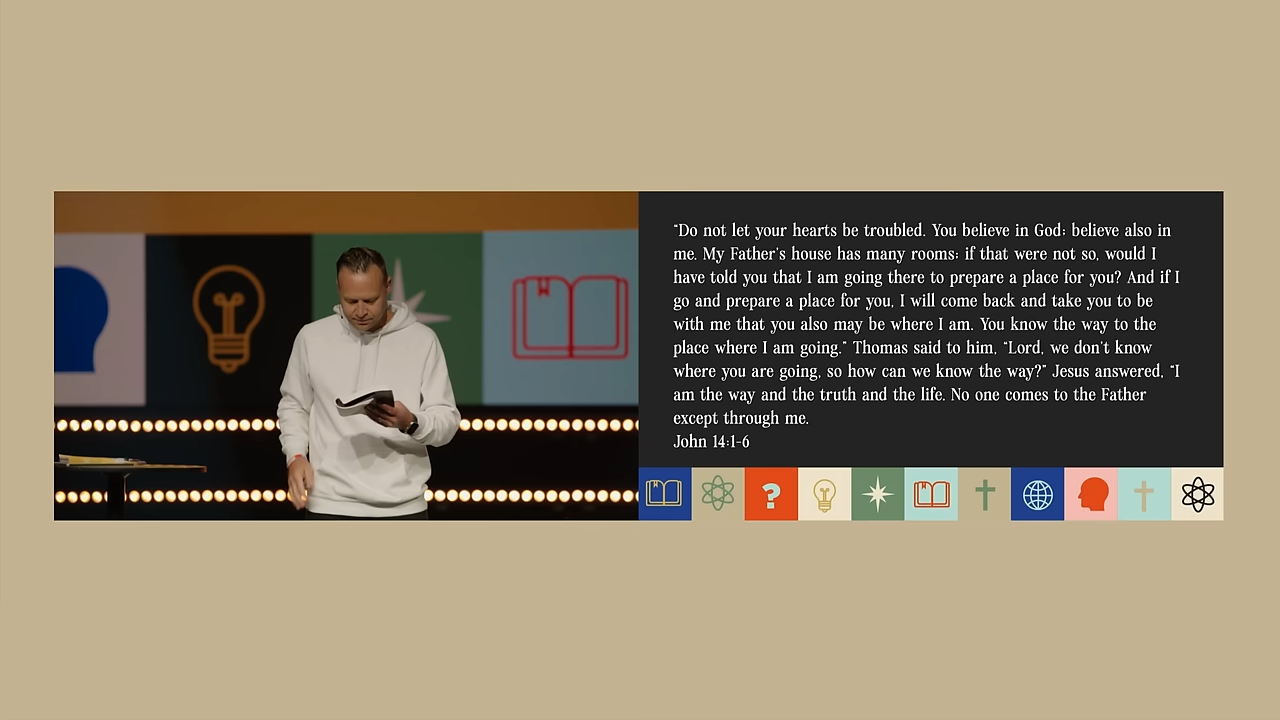 "Do not let your hearts be troubled. You believe in God; believe also in
me. My Father's house has many rooms; if that were not so, would I
have told you that I am going there to prepare a place for you? And if I
go and prepare a place for you, I will come back and take you to be
with me that you also may be where I am. You know the way to the
place where I am going." Thomas said to him, "Lord, we don't know
where you are going, so how can we know the way?" Jesus answered, "I
am the way and the truth and the life. No one comes to the Father
except through me.
John 14:1-6
?